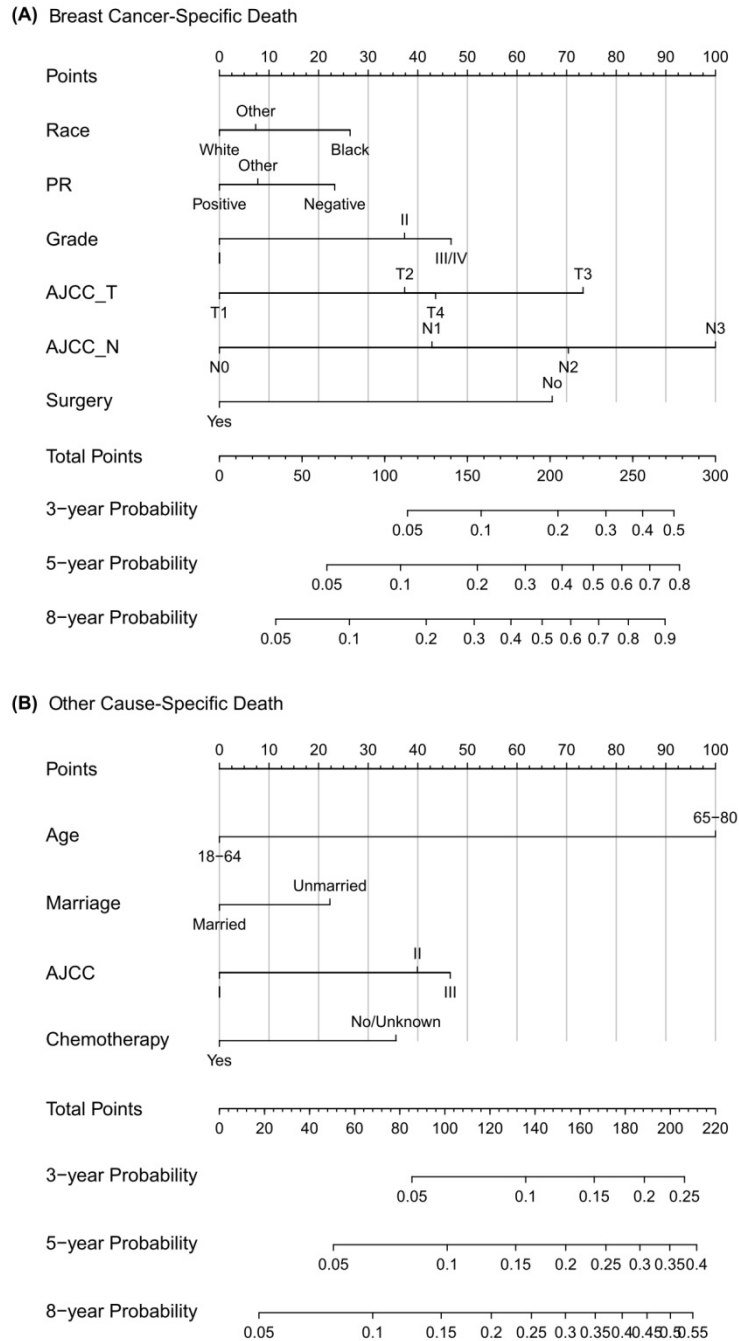 (A) Breast Cancer-Specific Death
0 10 20 30 40 50 60 70 80 90 100
Points
Other
Race
White Black
Other
PR
Positive Negative
II
Grade
I III/IV
T2 T3
AJCC_T
T1 T4
N1 N3
AJCC_N
N0 N2
No
Surgery
Yes
Total Points
0 50 100 150 200 250 300
3−year Probability
0.05 0.1 0.2 0.3 0.4 0.5
5−year Probability
0.05 0.1 0.2 0.3 0.4 0.5 0.6 0.7 0.8
8−year Probability
0.05 0.1 0.2 0.3 0.4 0.5 0.6 0.7 0.8 0.9
(B) Other Cause-Specific Death
0 10 20 30 40 50 60 70 80 90 100
Points
65−80
Age
18−64
Unmarried
Marriage
Married
II
AJCC
I III
No/Unknown
Chemotherapy
Yes
Total Points
0 20 40 60 80 100 120 140 160 180 200 220
3−year Probability
0.05 0.1 0.15 0.2 0.25
5−year Probability
0.05 0.1 0.15 0.2 0.25 0.3 0.35 0.4
8−year Probability
0.05 0.1 0.15 0.2 0.25 0.3 0.35 0.4 0.45 0.5 0.55